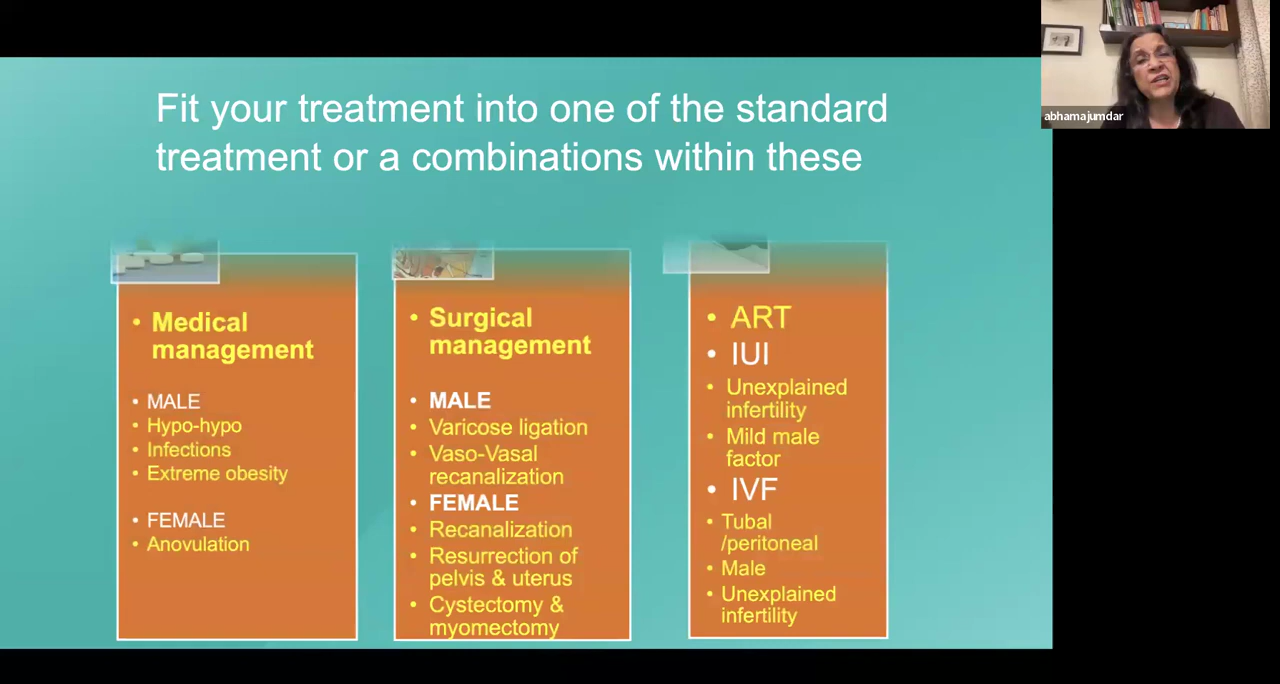 Fit your treatment into one of the standard
treatment or a combinations within these
• Medical
management
• MALE
• Hypo-hypo
• Infections
• Extreme obesity
• FEMALE
• Anovulation
• Surgical
management
• MALE
• Varicose ligation
• Vaso-Vasal
recanalization
• FEMALE
• Recanalization
• Resurrection of
pelvis & uterus
• Cystectomy &
myomectomy
• ART
• IUI
• Unexplained
infertility
• Mild male
factor
• IVF
• Tubal
/peritoneal
• Male
• Unexplained
infertility
abhamajumdar